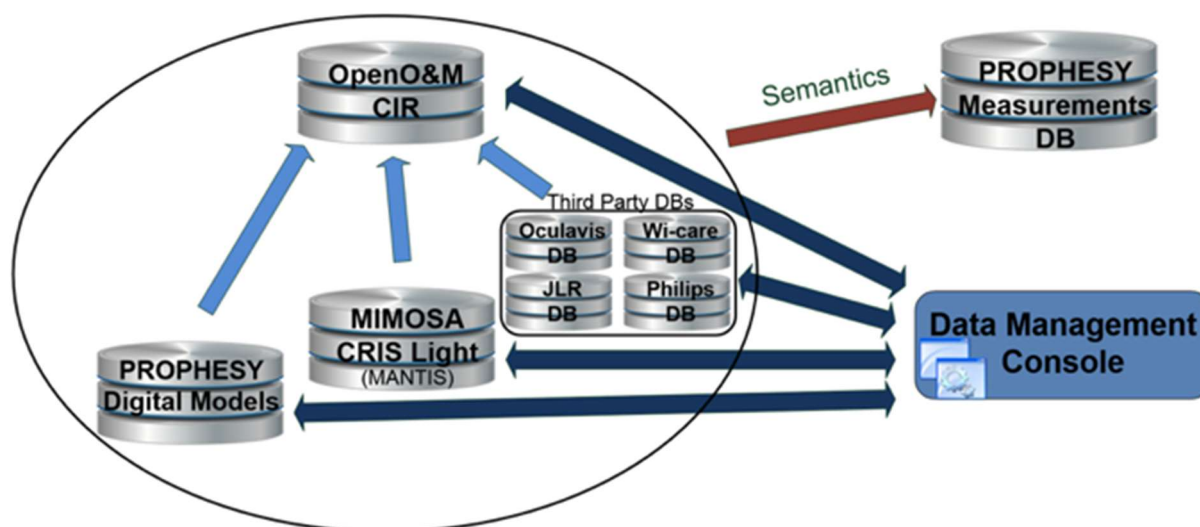 OpenO&M
CIR
Semantics
PROPHESY
Measurements
DB
Third Party DBs
Oculavis
DB
Wi-care
DB
JLR
DB
Philips
DB
MIMOSA
CRIS Light
(MANTIS)
PROPHESY
Digital Models
Data Management
Console